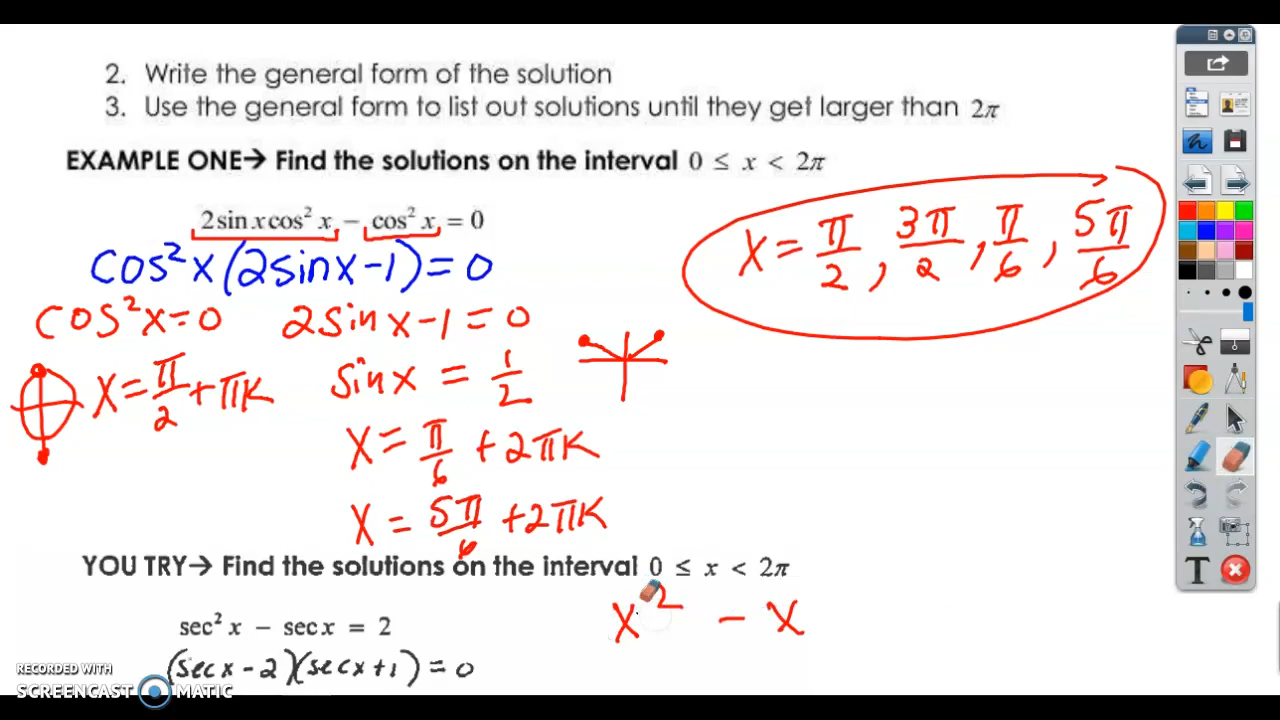 2. Write the general form of the solution
3. Use the general form to list out solutions until they get larger than 2π
EXAMPLE ONE→ Find the solutions on the interval 0 ≤ x < 2π
2 sin x cos² x − cos² x = 0
x = π/2, 3π/2, π/6, 5π/6
cos²x(2sinx−1)=0
cos²x=0 2sinx−1=0
x=π/2+πk sinx = 1/2
x = π/6 +2πk
x = 5π/6 +2πk
YOU TRY→ Find the solutions on the interval 0 ≤ x < 2π
x² − x
sec² x − sec x = 2
(secx−2)(secx+1)=0
RECORDED WITH
SCREENCAST MATIC
T